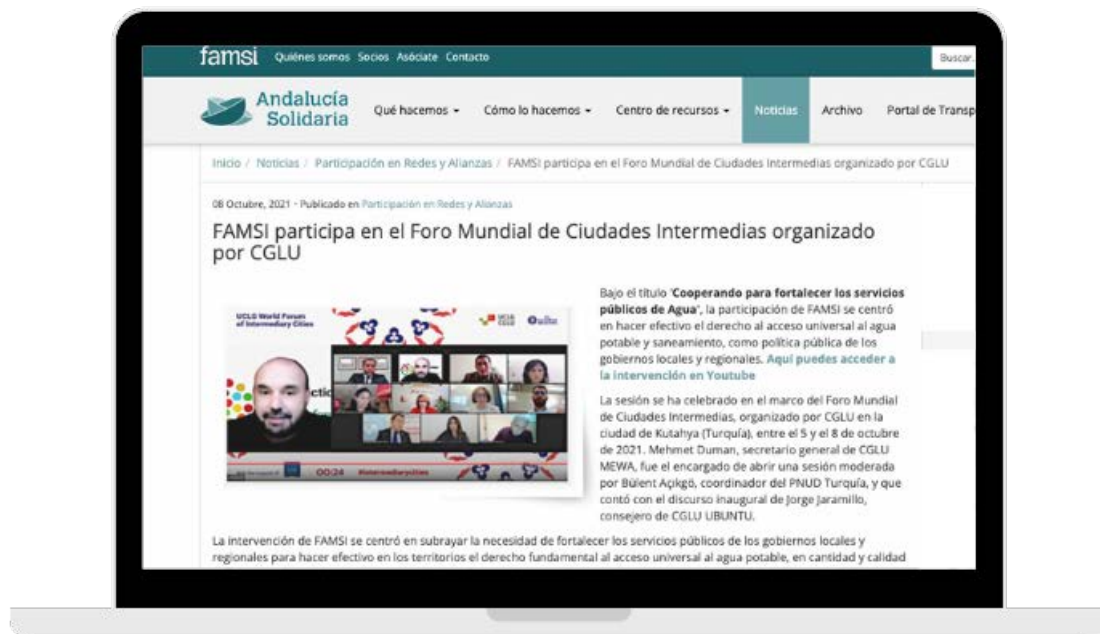 famsi Quiénes somos Socios Asóciate Contacto
Buscar..
Andalucía
Solidaria
Qué hacemos Cómo lo hacemos Centro de recursos Noticias Archivo Portal de Transp
Inicio / Noticias / Participación en Redes y Alianzas / FAMSI participa en el Foro Mundial de Ciudades Intermedias organizado por CGLU
08 Octubre, 2021 - Publicado en Participación en Redes y Alianzas
FAMSI participa en el Foro Mundial de Ciudades Intermedias organizado
por CGLU
UCLG World Forum
of Intermediary Cities
00:24 #intermediarycities
Bajo el título 'Cooperando para fortalecer los servicios
públicos de Agua', la participación de FAMSI se centró
en hacer efectivo el derecho al acceso universal al agua
potable y saneamiento, como política pública de los
gobiernos locales y regionales. Aquí puedes acceder a
la intervención en Youtube
La sesión se ha celebrado en el marco del Foro Mundial
de Ciudades Intermedias, organizado por CGLU en la
ciudad de Kutahya (Turquía), entre el 5 y el 8 de octubre
de 2021. Mehmet Duman, secretario general de CGLU
MEWA, fue el encargado de abrir una sesión moderada
por Bülent Açikgö, coordinador del PNUD Turquía, y que
contó con el discurso inaugural de Jorge Jaramillo,
consejero de CGLU UBUNTU.
La intervención de FAMSI se centró en subrayar la necesidad de fortalecer los servicios públicos de los gobiernos locales y
regionales para hacer efectivo en los territorios el derecho fundamental al acceso universal al agua potable, en cantidad y calidad